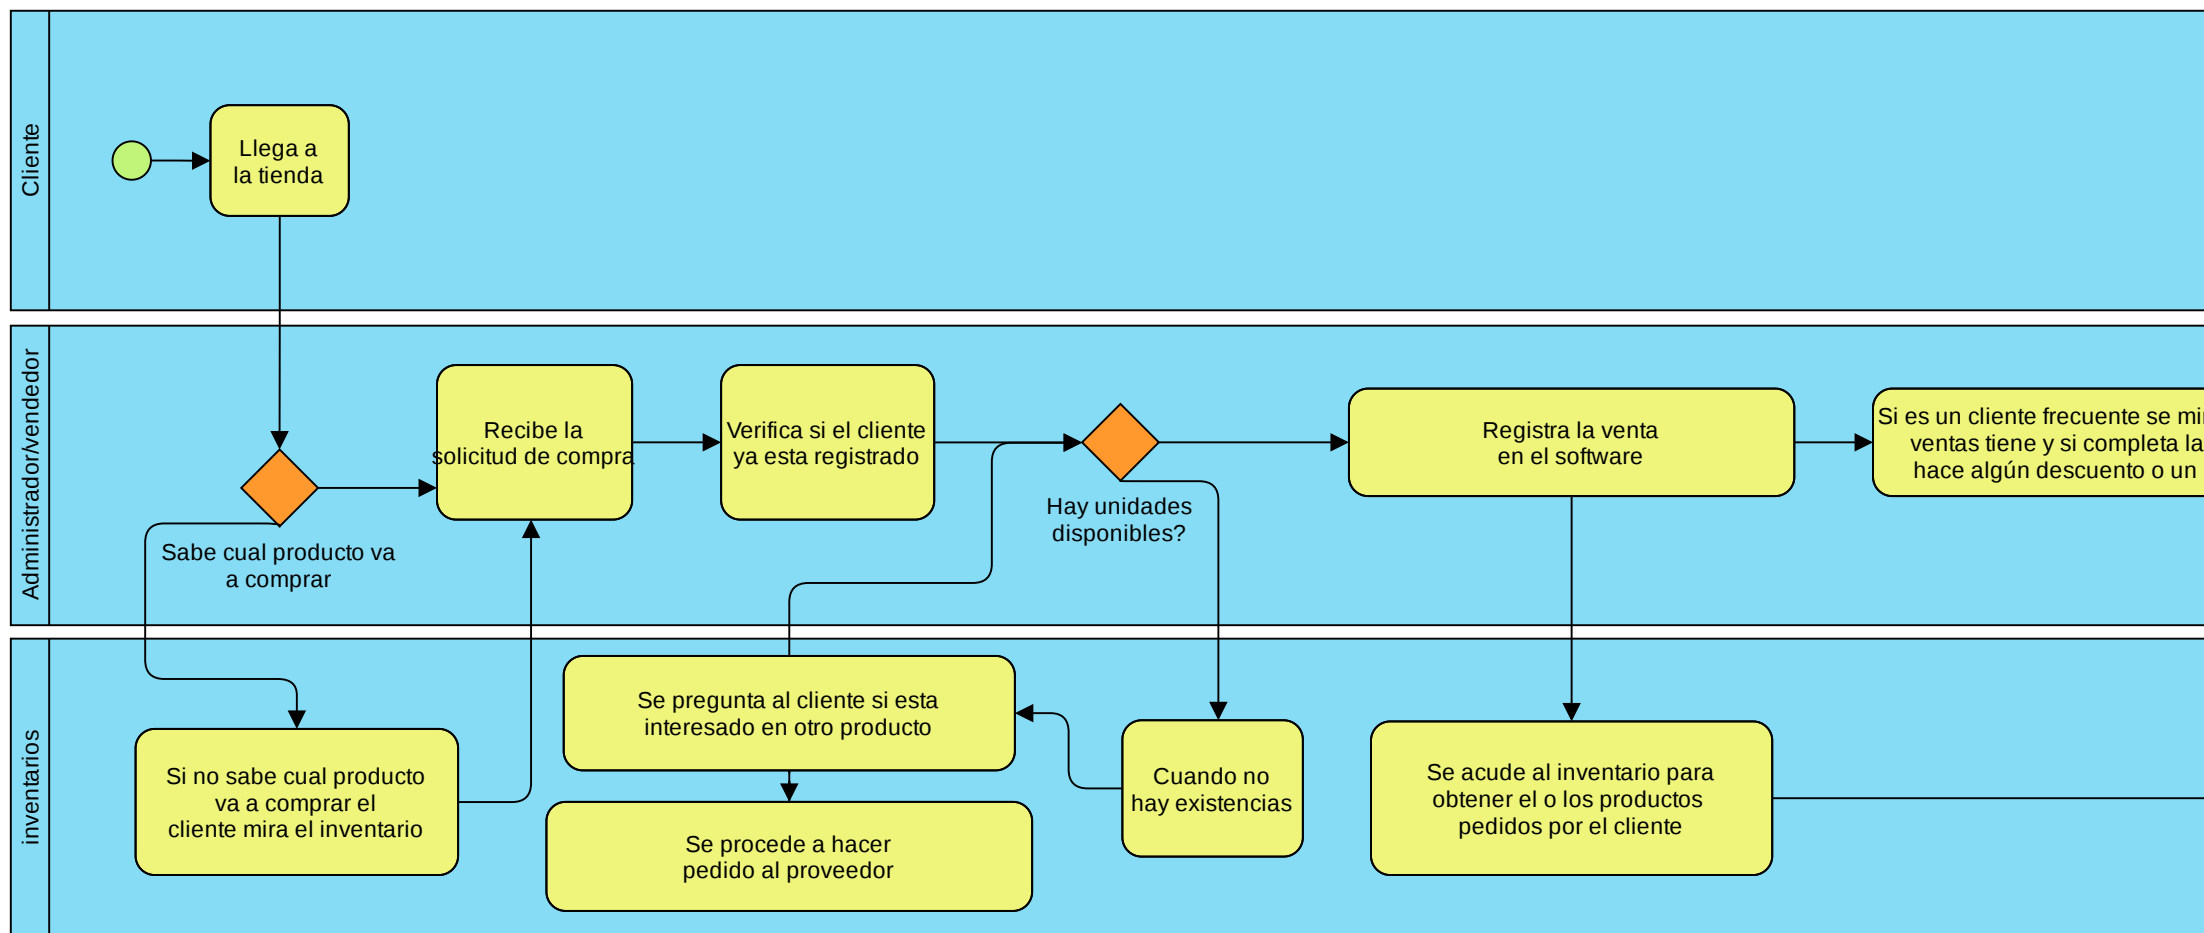 Cliente
Llega a
la tienda
Administrador/vendedor
Sabe cual producto va
a comprar
Recibe la
solicitud de compra
Verifica si el cliente
ya esta registrado
Hay unidades
disponibles?
Registra la venta
en el software
Si es un cliente frecuente se
ventas tiene y si completa la
hace algún descuento o un
inventarios
Si no sabe cual producto
va a comprar el
cliente mira el inventario
Se pregunta al cliente si esta
interesado en otro producto
Se procede a hacer
pedido al proveedor
Cuando no
hay existencias
Se acude al inventario para
obtener el o los productos
pedidos por el cliente